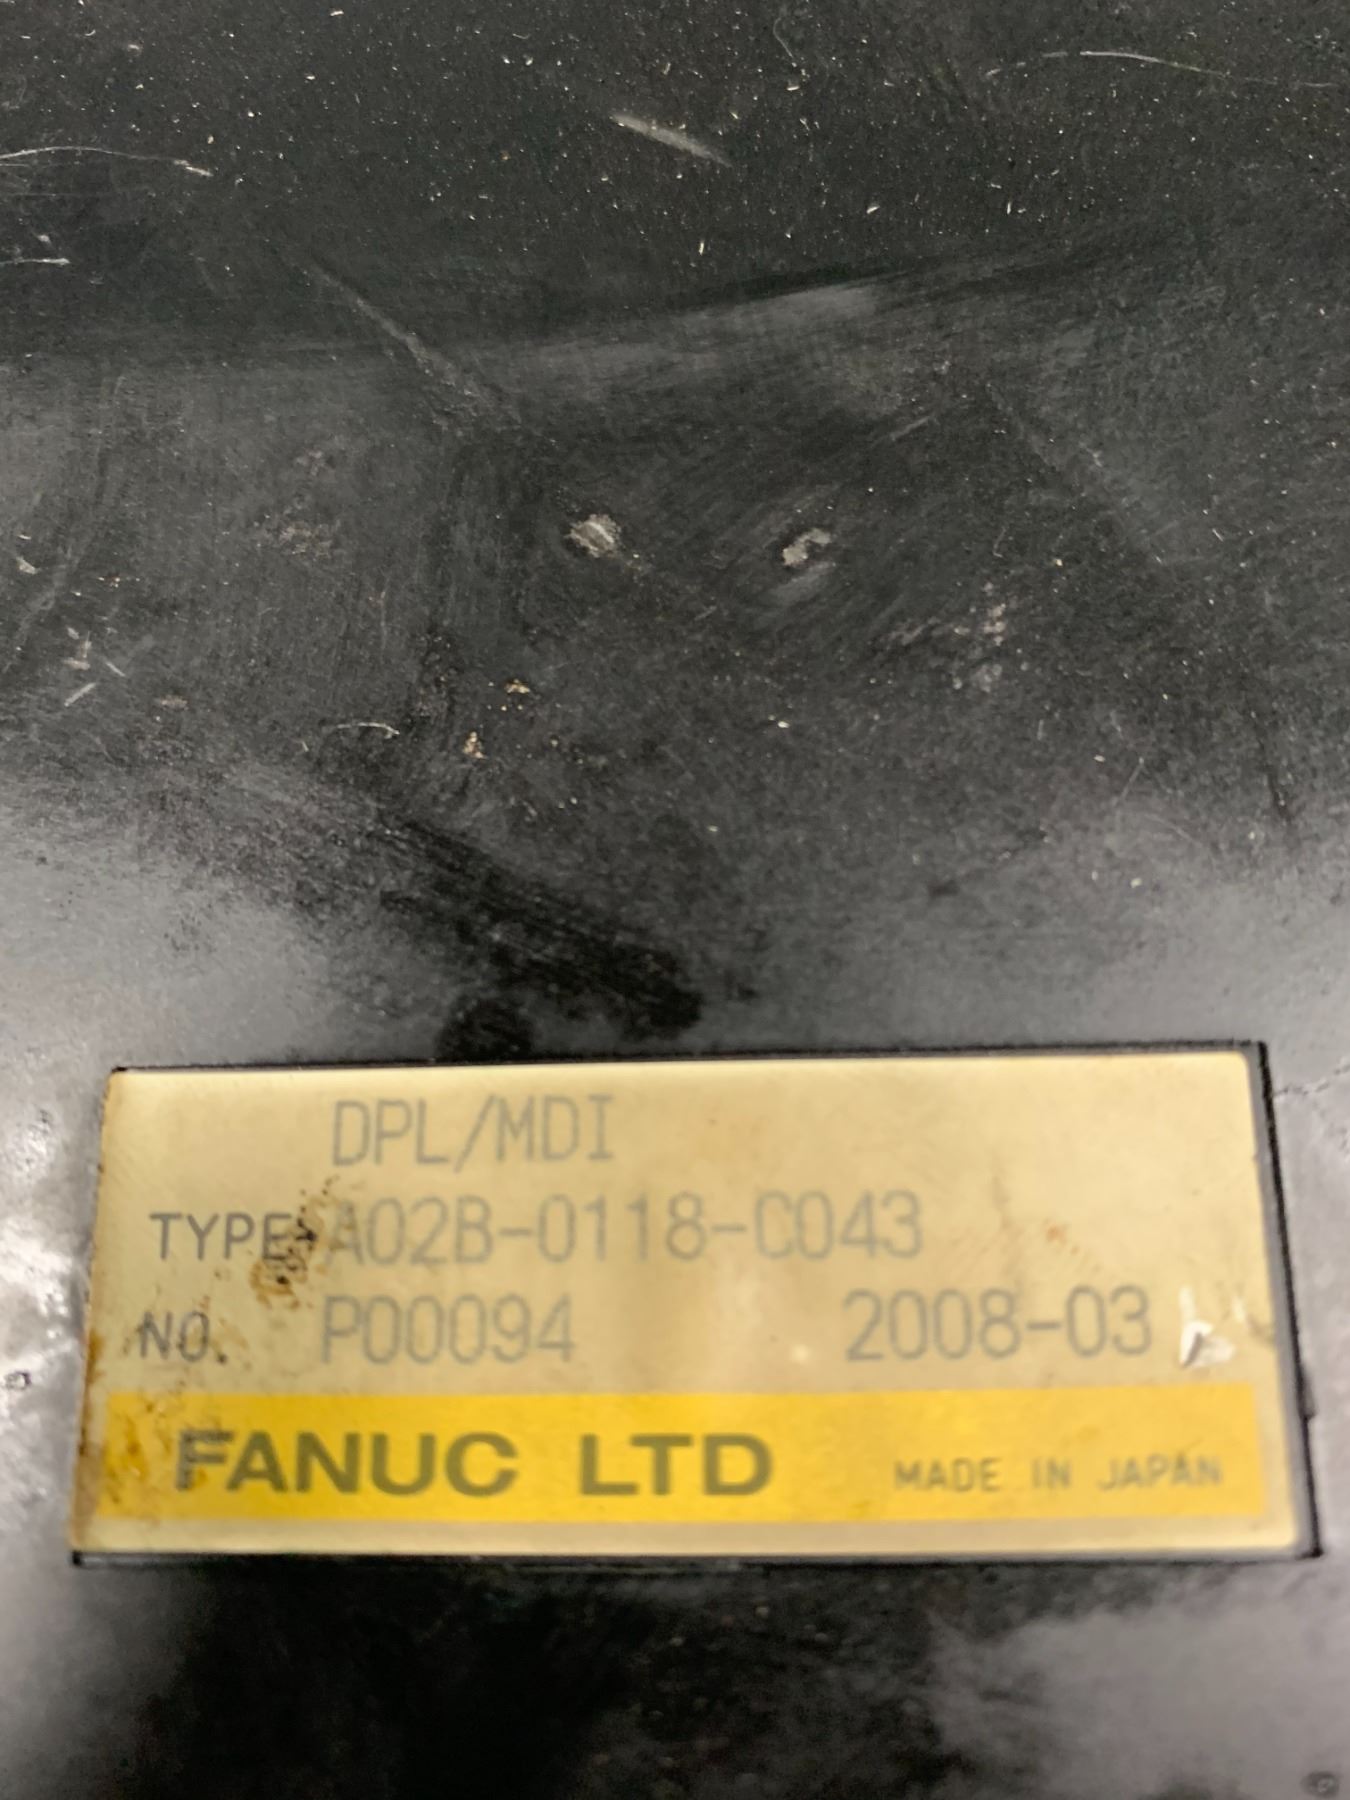 DPL/MDI
TYPE A02B-0118-C043
NO. P00094 2008-03
FANUC LTD MADE IN JAPAN